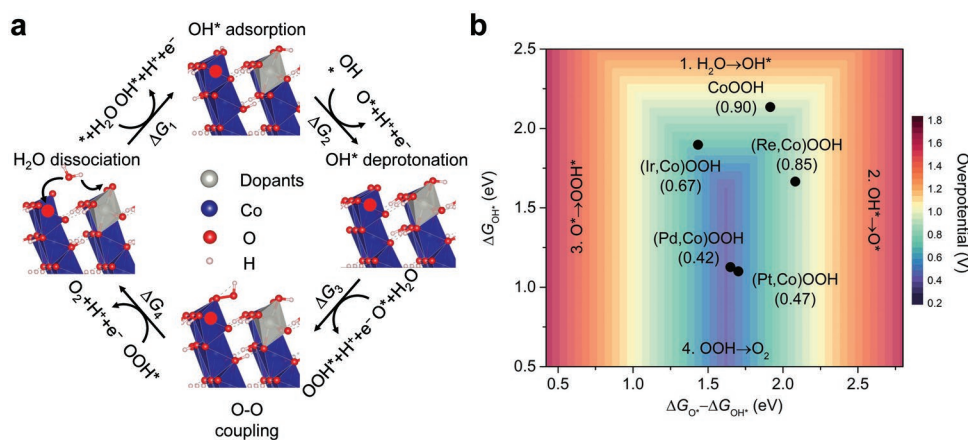 a
OH* adsorption
*+H₂O
OH*+H⁺+e⁻
ΔG₁
* OH
O*+H⁺+e⁻
ΔG₂
H₂O dissociation
OH* deprotonation
Dopants
Co
O
H
O₂+H⁺+e⁻
OOH*
ΔG₄
ΔG₃
O*+H₂O
OOH*+H⁺+e⁻
O-O
coupling
b
2.5
2.0
1.5
1.0
0.5
ΔG_OH* (eV)
1. H₂O→OH*
CoOOH
(0.90)
(Ir,Co)OOH
(0.67)
(Re,Co)OOH
(0.85)
(Pd,Co)OOH
(0.42)
(Pt,Co)OOH
(0.47)
3. O*→OOH*
2. OH*→O*
4. OOH→O₂
0.5 1.0 1.5 2.0 2.5
ΔG_O*–ΔG_OH* (eV)
1.8
1.6
1.4
1.2
1.0
0.8
0.6
0.4
0.2
Overpotential (V)